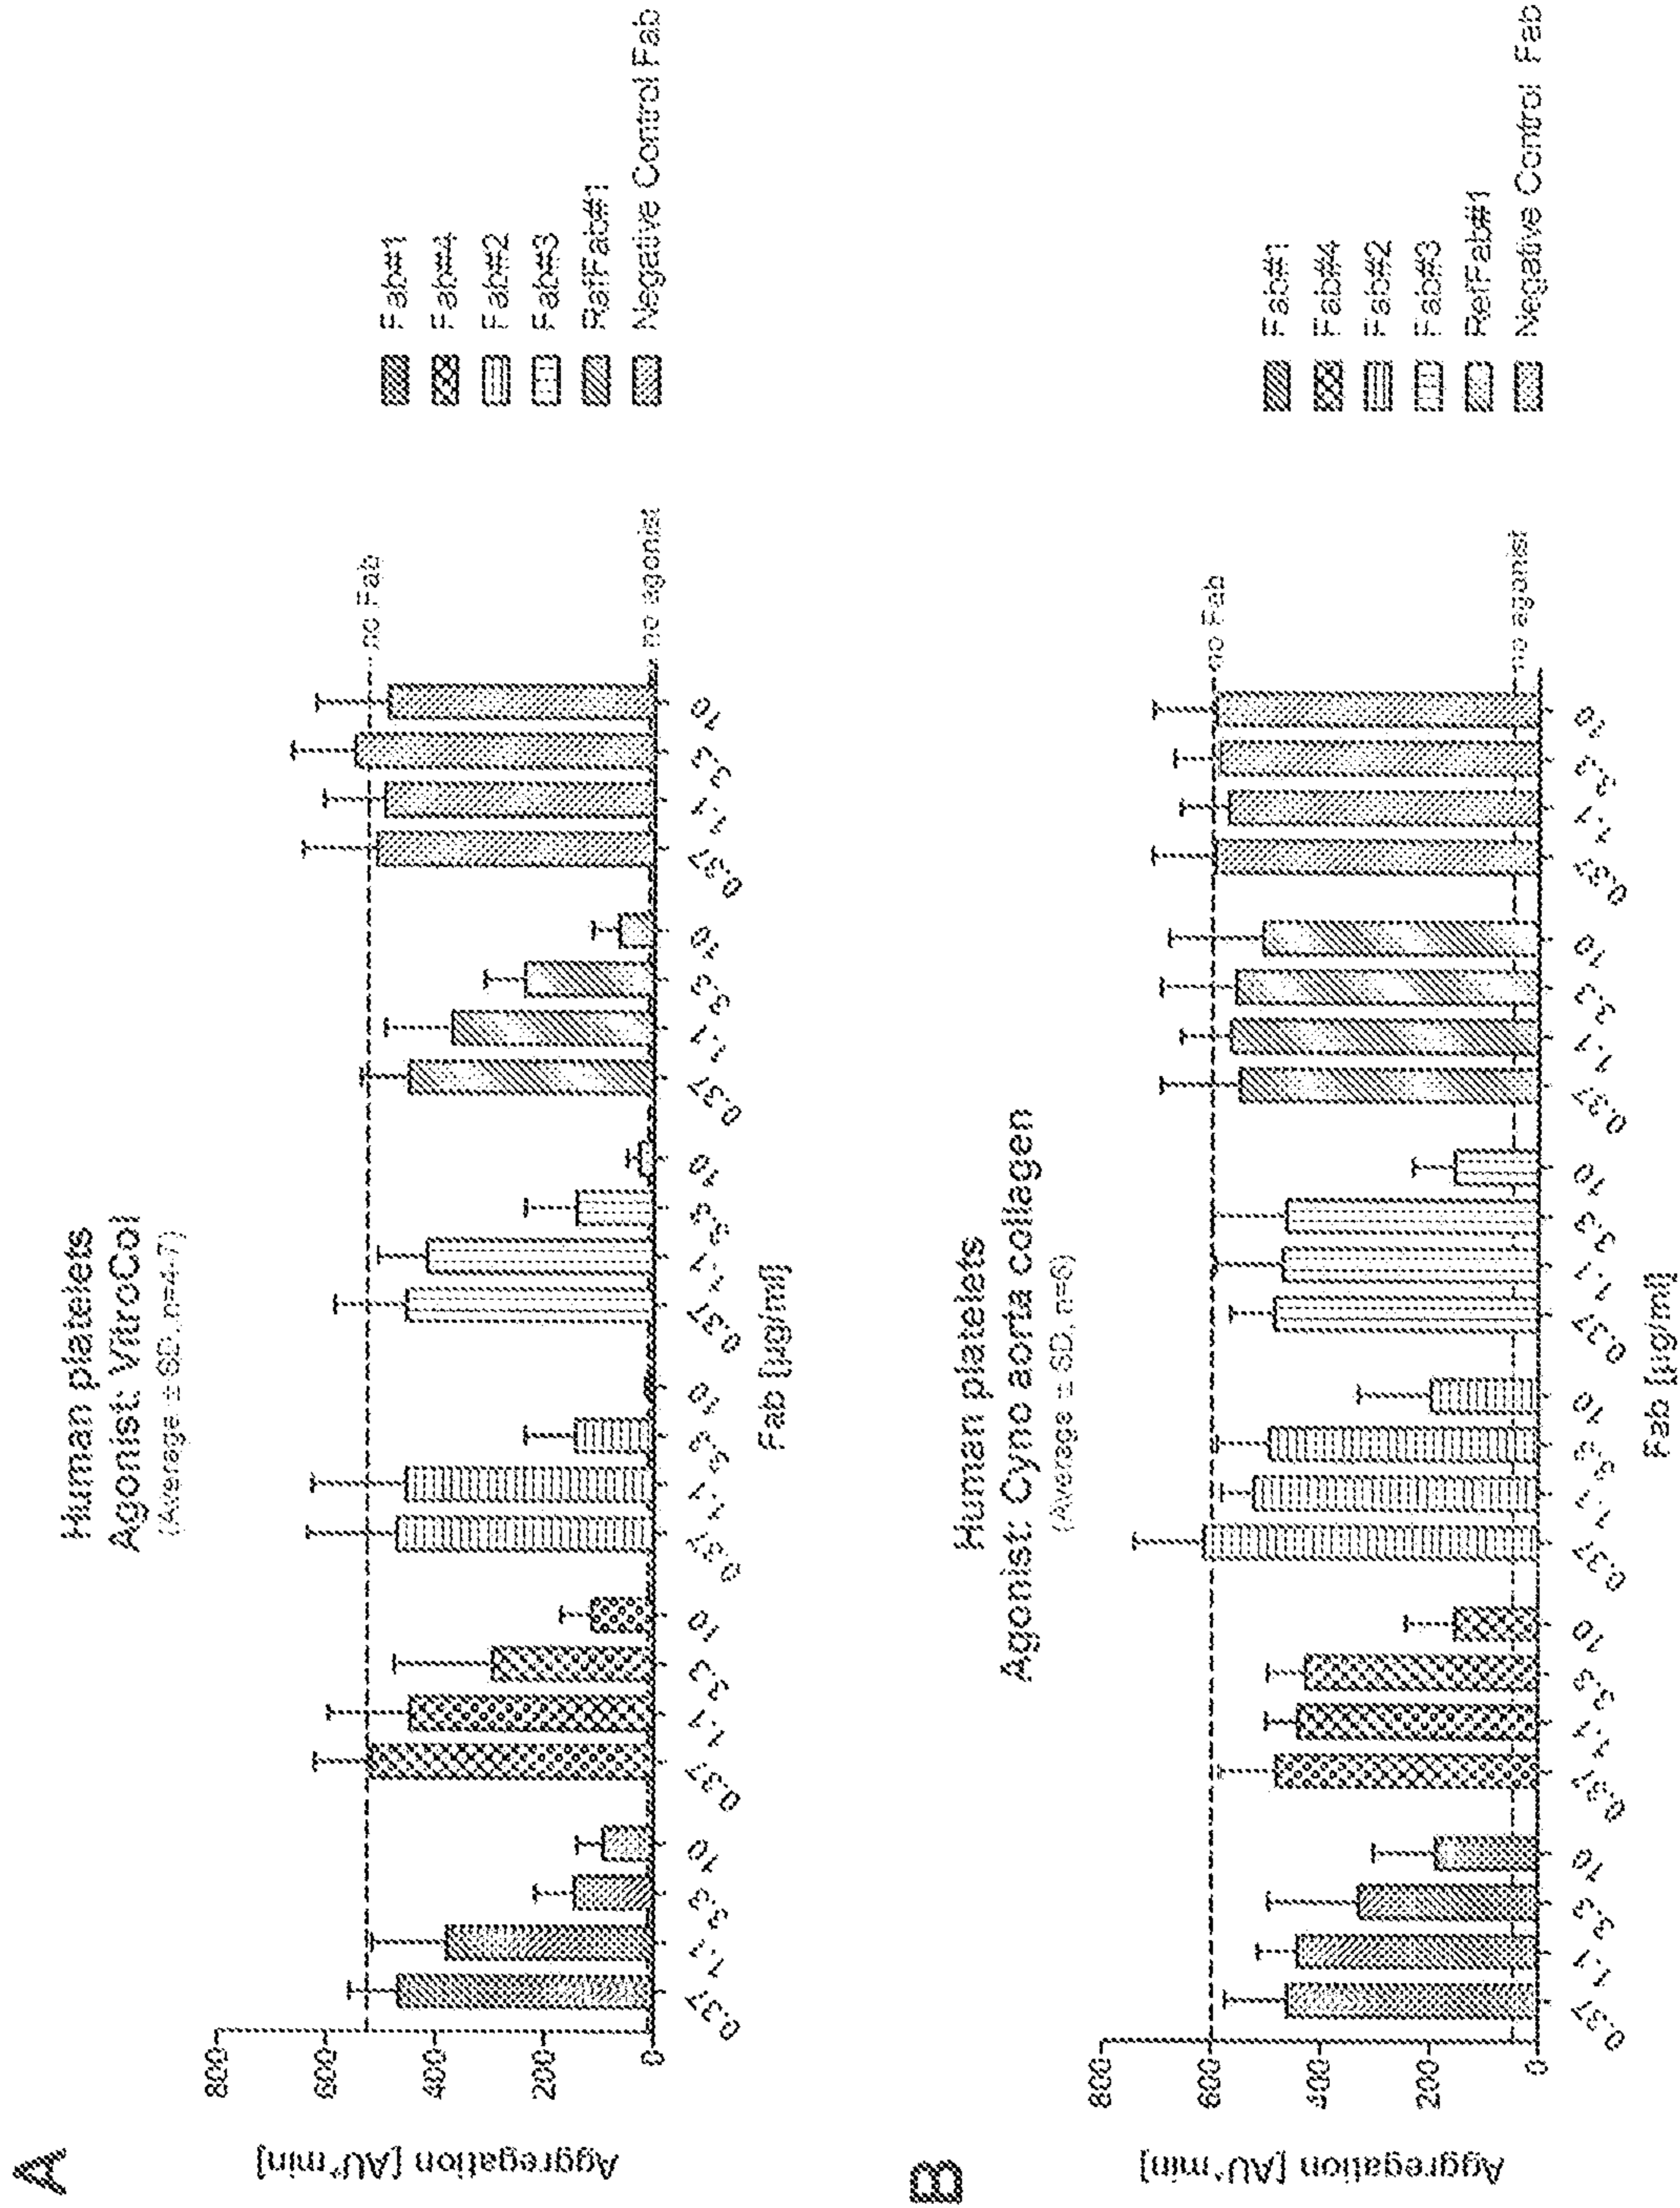 A
Human platelets
Agonist: VitroCol
(Average ± SD, n=4-7)
Aggregation [AU*min]
800
600
400
200
0
no Fab
no agonist
0.37 1.1 3.3 10 0.37 1.1 3.3 10 0.37 1.1 3.3 10 0.37 1.1 3.3 10 0.37 1.1 3.3 10 0.37 1.1 3.3 10
Fab [µg/ml]
Fab#1
Fab#4
Fab#2
Fab#3
RefFab#1
Negative Control Fab
B
Human platelets
Agonist: Cyno aorta collagen
(Average ± SD, n=6)
Aggregation [AU*min]
800
600
400
200
0
no Fab
no agonist
0.37 1.1 3.3 10 0.37 1.1 3.3 10 0.37 1.1 3.3 10 0.37 1.1 3.3 10 0.37 1.1 3.3 10 0.37 1.1 3.3 10
Fab [µg/ml]
Fab#1
Fab#4
Fab#2
Fab#3
RefFab#1
Negative Control Fab